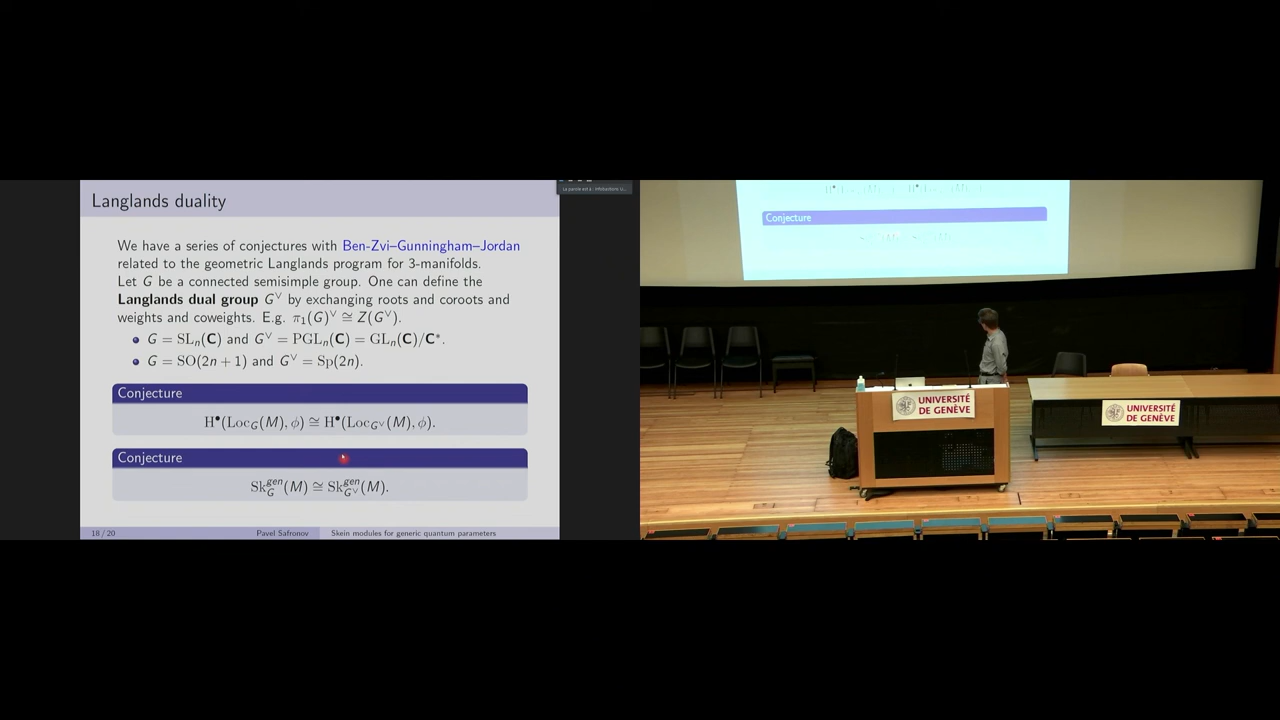 Langlands duality
We have a series of conjectures with Ben-Zvi–Gunningham–Jordan
related to the geometric Langlands program for 3-manifolds.
Let G be a connected semisimple group. One can define the
Langlands dual group G^∨ by exchanging roots and coroots and
weights and coweights. E.g. π₁(G)^∨ ≅ Z(G^∨).
G = SLₙ(C) and G^∨ = PGLₙ(C) = GLₙ(C)/C*.
G = SO(2n + 1) and G^∨ = Sp(2n).
Conjecture
H^•(Loc_G(M), ϕ) ≅ H^•(Loc_{G^∨}(M), ϕ).
Conjecture
Sk_G^{gen}(M) ≅ Sk_{G^∨}^{gen}(M).
18 / 20 Pavel Safronov Skein modules for generic quantum parameters
Conjecture
UNIVERSITÉ
DE GENÈVE
UNIVERSITÉ
DE GENÈVE